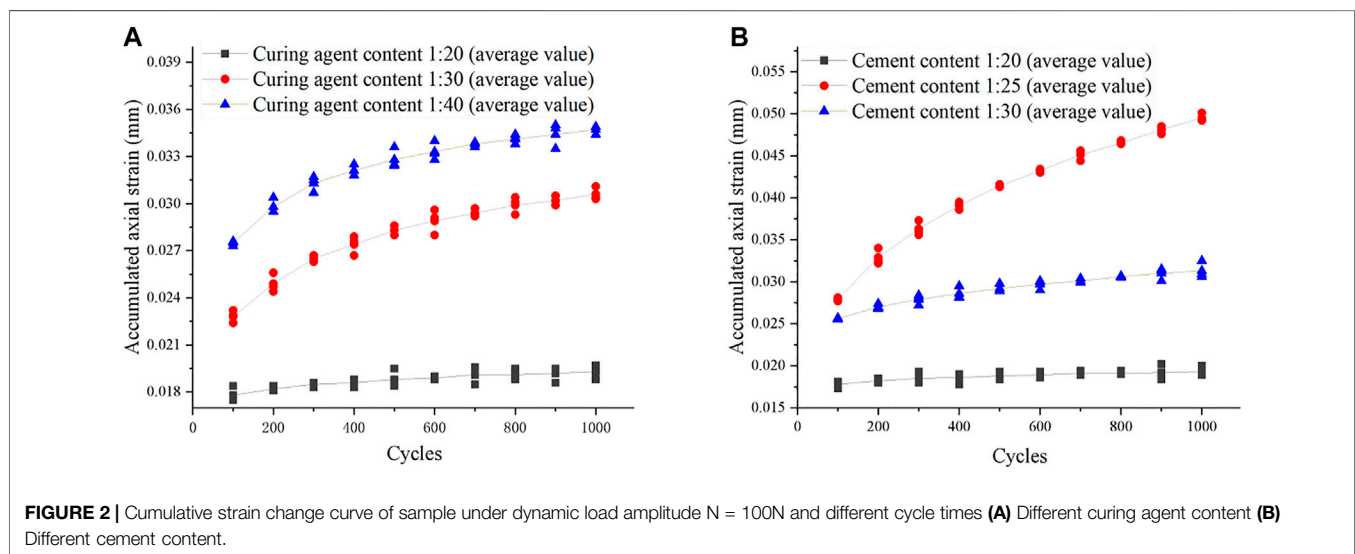 A
Curing agent content 1:20 (average value)
Curing agent content 1:30 (average value)
Curing agent content 1:40 (average value)
0.039
0.036
0.033
0.030
0.027
0.024
0.021
0.018
Accumulated axial strain (mm)
0
200
400
600
800
1000
Cycles
B
Cement content 1:20 (average value)
Cement content 1:25 (average value)
Cement content 1:30 (average value)
0.055
0.050
0.045
0.040
0.035
0.030
0.025
0.020
0.015
Accumulated axial strain (mm)
0
200
400
600
800
1000
Cycles
FIGURE 2 | Cumulative strain change curve of sample under dynamic load amplitude N = 100N and different cycle times (A) Different curing agent content (B)
Different cement content.